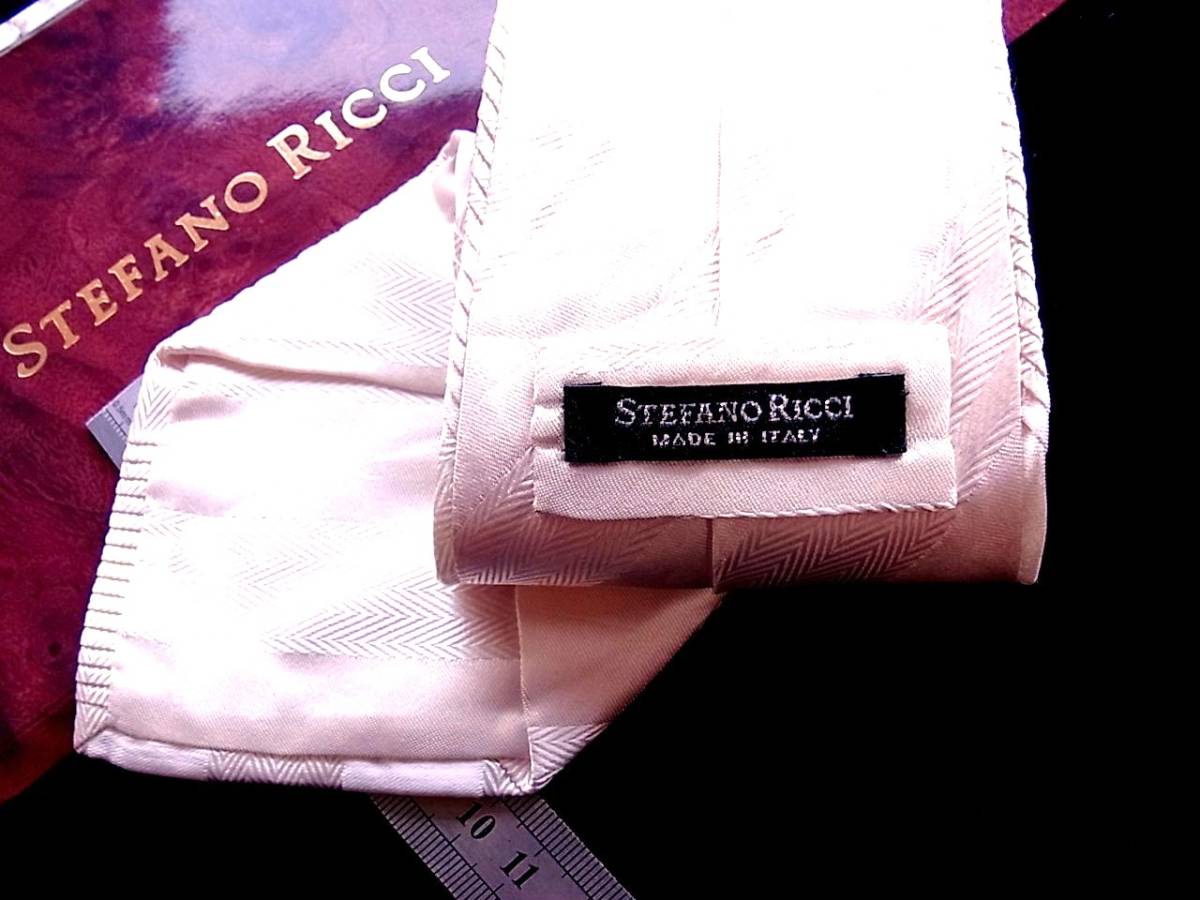 STEFANO RICCI
STEFANO RICCI
MADE IN ITALY
10 11